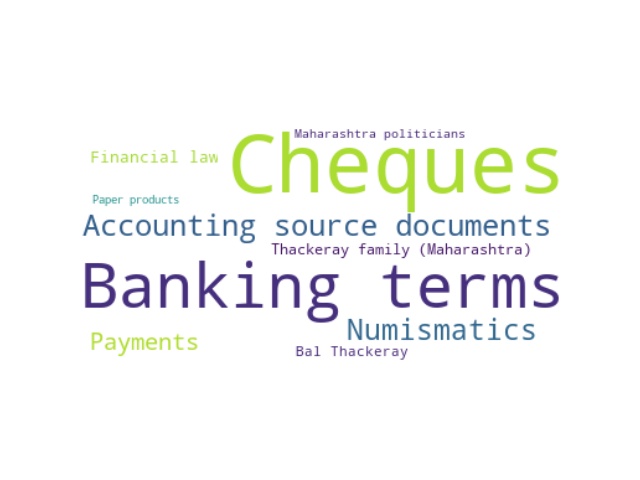 Maharashtra politicians
Financial law
Cheques
Paper products
Accounting source documents
Thackeray family (Maharashtra)
Banking terms
Numismatics
Payments
Bal Thackeray